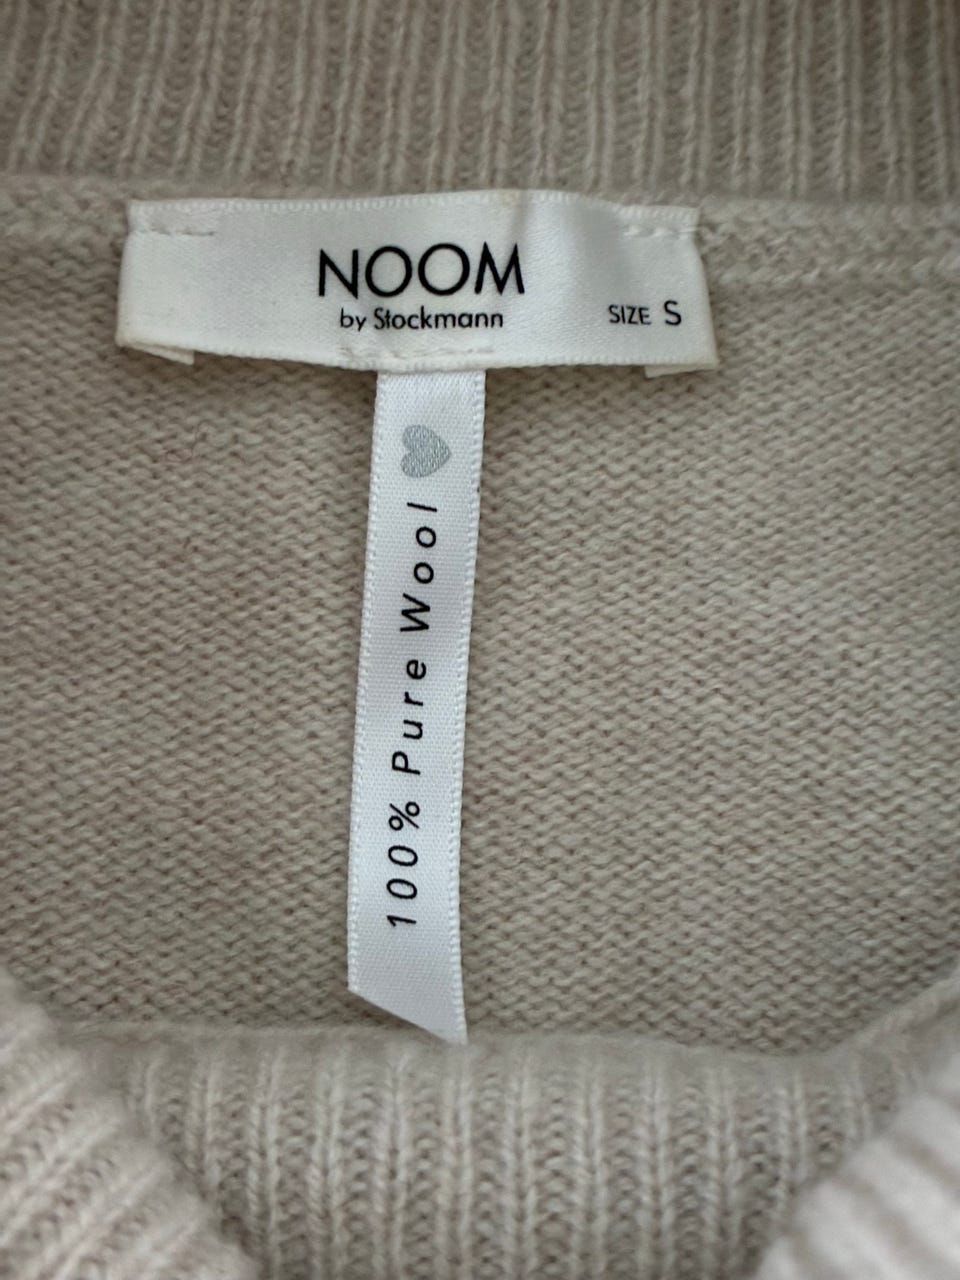 NOOM
by Stockmann
SIZE S
100% Pure Wool